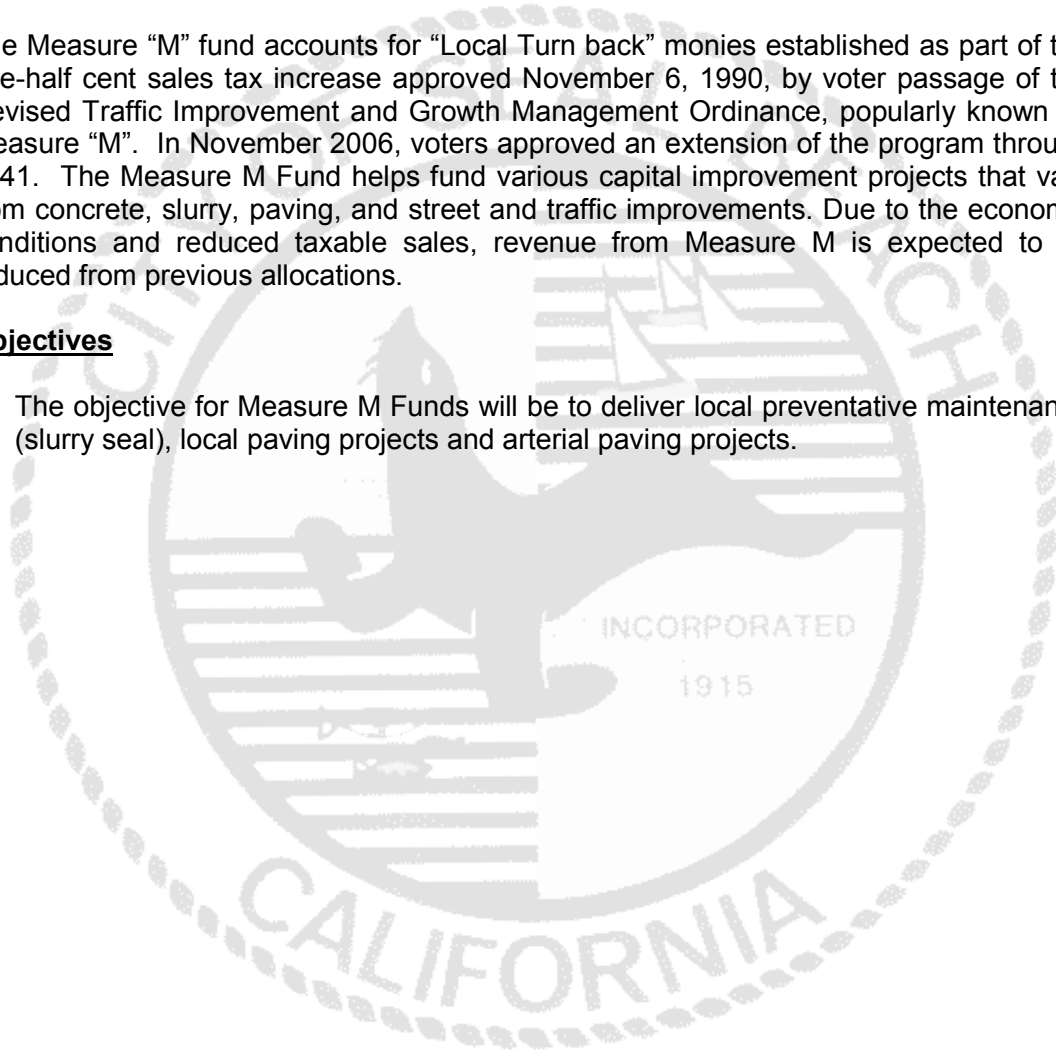 e Measure “M” fund accounts for “Local Turn back” monies established as part of t
e-half cent sales tax increase approved November 6, 1990, by voter passage of t
evised Traffic Improvement and Growth Management Ordinance, popularly known
easure “M”. In November 2006, voters approved an extension of the program throu
41. The Measure M Fund helps fund various capital improvement projects that va
om concrete, slurry, paving, and street and traffic improvements. Due to the econom
nditions and reduced taxable sales, revenue from Measure M is expected to
duced from previous allocations.
bjectives
The objective for Measure M Funds will be to deliver local preventative maintenan
(slurry seal), local paving projects and arterial paving projects.
CITY OF SEAL BEACH
INCORPORATED
1915
CALIFORNIA